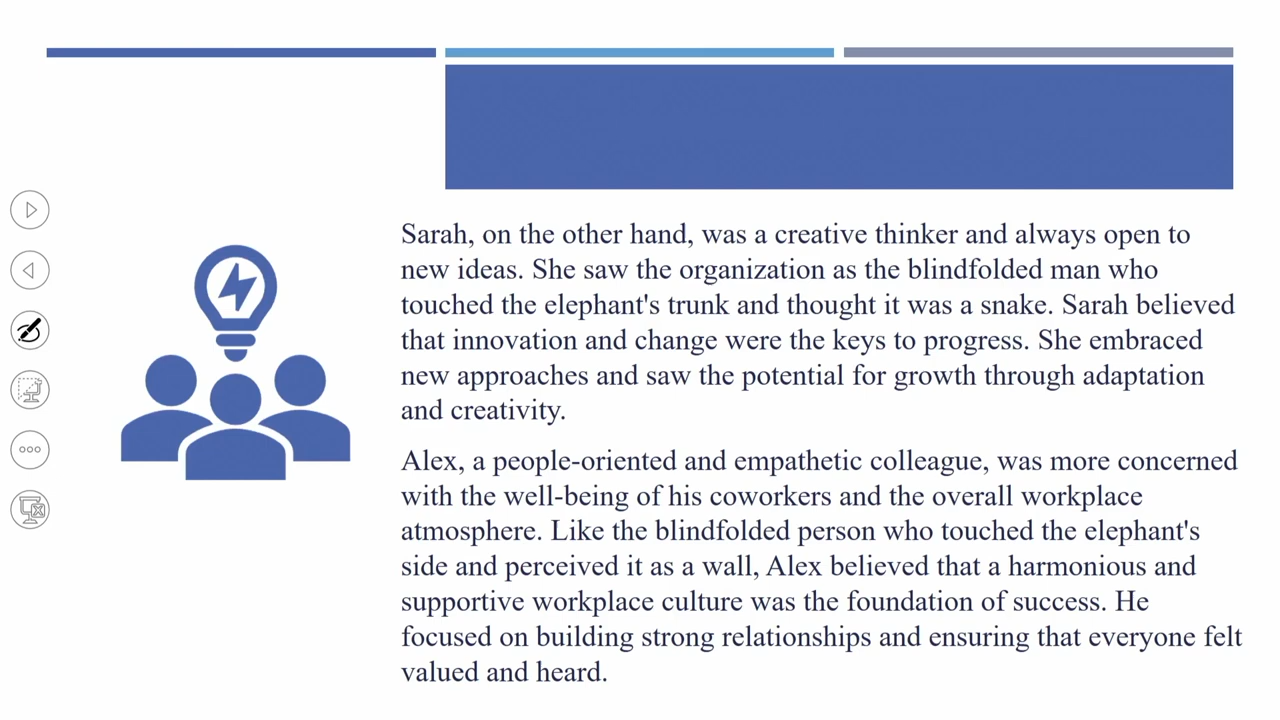 Sarah, on the other hand, was a creative thinker and always open to
new ideas. She saw the organization as the blindfolded man who
touched the elephant's trunk and thought it was a snake. Sarah believed
that innovation and change were the keys to progress. She embraced
new approaches and saw the potential for growth through adaptation
and creativity.
Alex, a people-oriented and empathetic colleague, was more concerned
with the well-being of his coworkers and the overall workplace
atmosphere. Like the blindfolded person who touched the elephant's
side and perceived it as a wall, Alex believed that a harmonious and
supportive workplace culture was the foundation of success. He
focused on building strong relationships and ensuring that everyone felt
valued and heard.